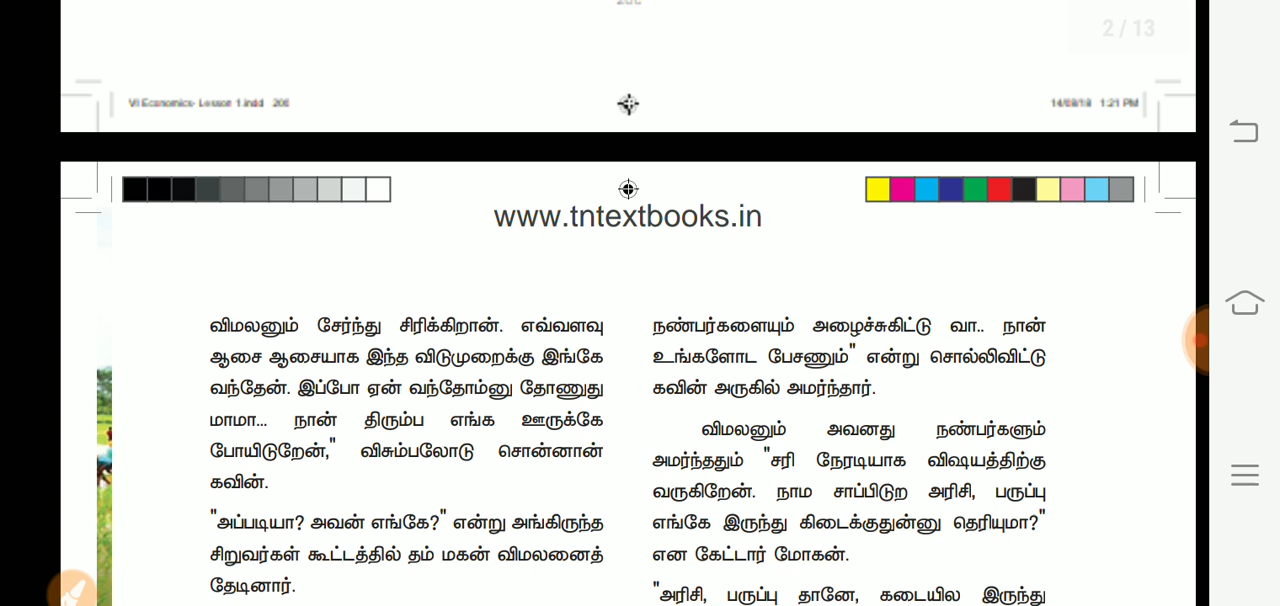 2 / 13
VI Economics- Lesson 1.indd 206
14/08/18 1:21 PM
www.tntextbooks.in
விமலனும் சேர்ந்து சிரிக்கிறான். எவ்வளவு
ஆசை ஆசையாக இந்த விடுமுறைக்கு இங்கே
வந்தேன். இப்போ ஏன் வந்தோம்னு தோணுது
மாமா... நான் திரும்ப எங்க ஊருக்கே
போயிடுறேன்," விசும்பலோடு சொன்னான்
கவின்.
"அப்படியா? அவன் எங்கே?" என்று அங்கிருந்த
சிறுவர்கள் கூட்டத்தில் தம் மகன் விமலனைத்
தேடினார்.
நண்பர்களையும் அழைச்சுகிட்டு வா.. நான்
உங்களோட பேசணும்" என்று சொல்லிவிட்டு
கவின் அருகில் அமர்ந்தார்.
விமலனும் அவனது நண்பர்களும்
அமர்ந்ததும் "சரி நேரடியாக விஷயத்திற்கு
வருகிறேன். நாம சாப்பிடுற அரிசி, பருப்பு
எங்கே இருந்து கிடைக்குதுன்னு தெரியுமா?"
என கேட்டார் மோகன்.
"அரிசி, பருப்பு தானே, கடையில இருந்து